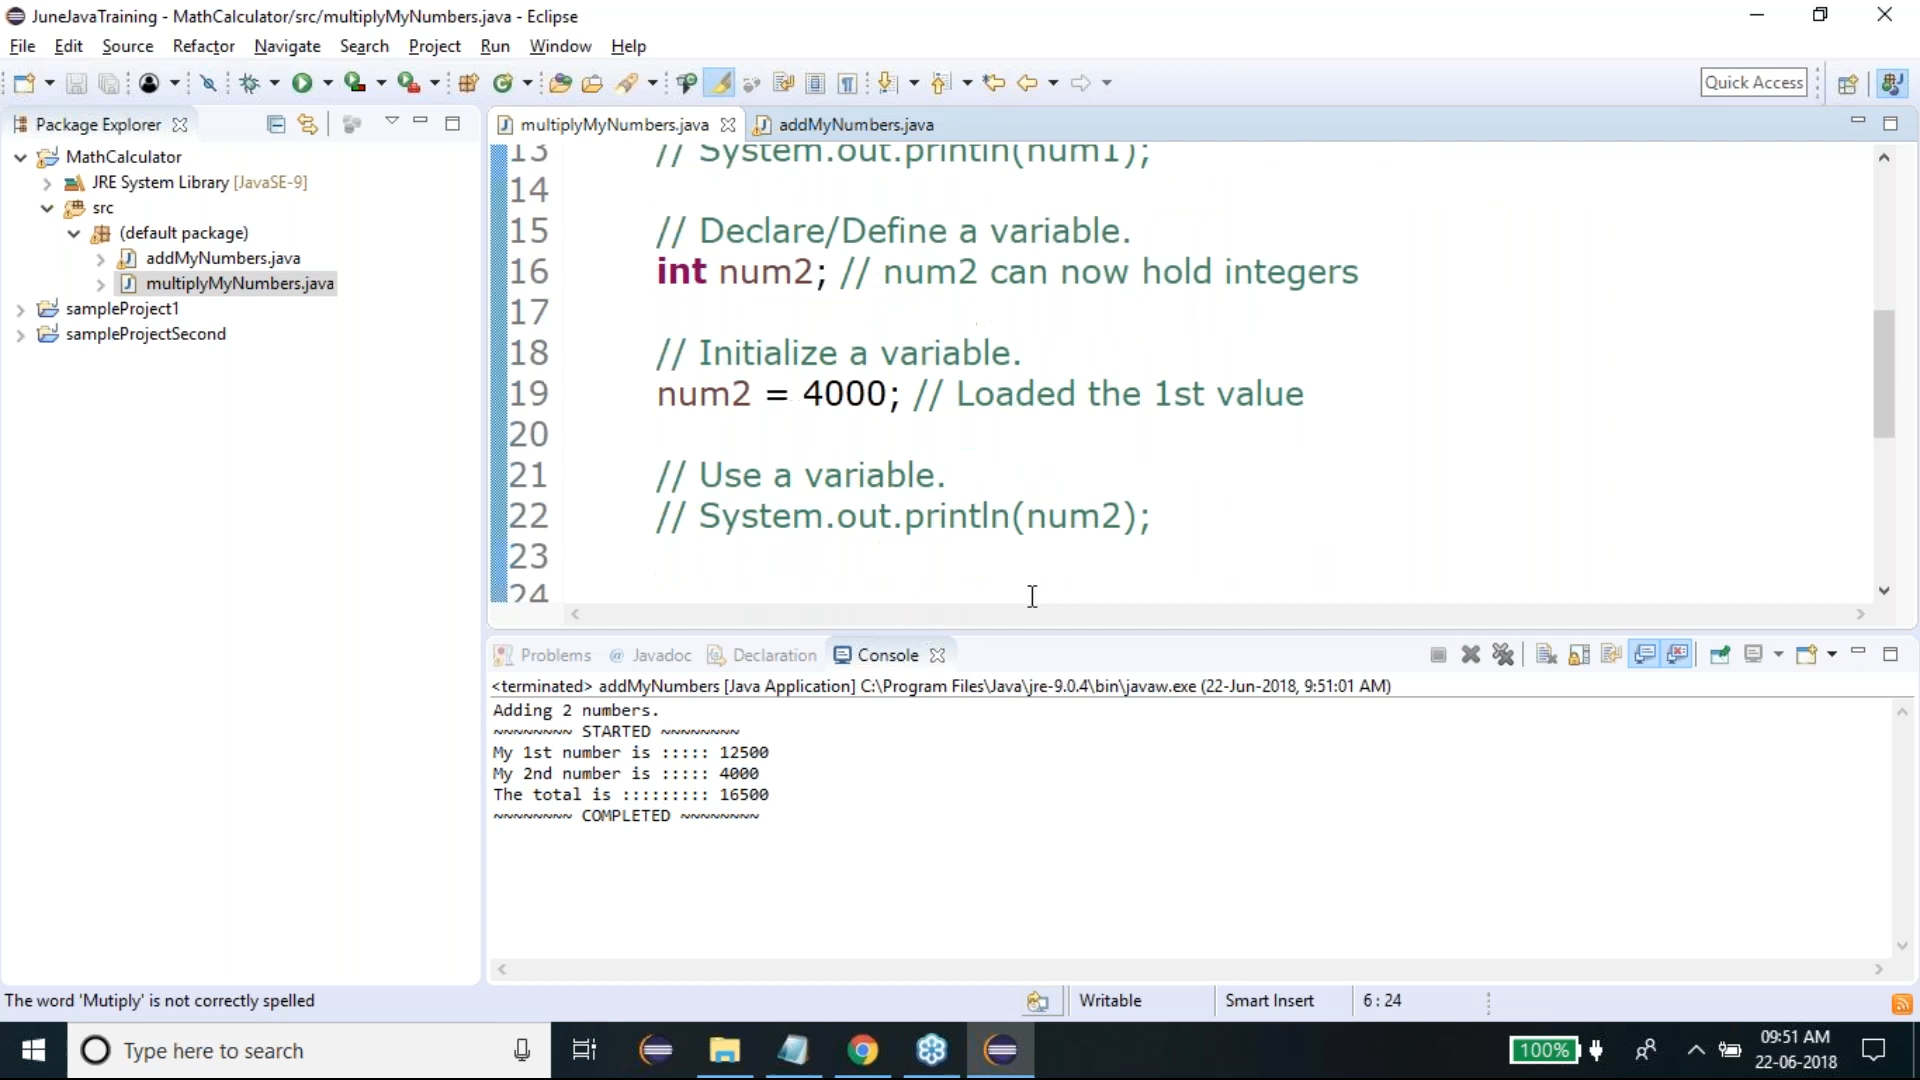 JuneJavaTraining - MathCalculator/src/multiplyMyNumbers.java - Eclipse
File Edit Source Refactor Navigate Search Project Run Window Help
Quick Access
Package Explorer
MathCalculator
JRE System Library [JavaSE-9]
src
(default package)
addMyNumbers.java
multiplyMyNumbers.java
sampleProject1
sampleProjectSecond
multiplyMyNumbers.java addMyNumbers.java
13 // System.out.println(num1);
14
15 // Declare/Define a variable.
16 int num2; // num2 can now hold integers
17
18 // Initialize a variable.
19 num2 = 4000; // Loaded the 1st value
20
21 // Use a variable.
22 // System.out.println(num2);
23
24
Problems @ Javadoc Declaration Console
<terminated> addMyNumbers [Java Application] C:\Program Files\Java\jre-9.0.4\bin\javaw.exe (22-Jun-2018, 9:51:01 AM)
Adding 2 numbers.
~~~~~~~~ STARTED ~~~~~~~~
My 1st number is ::::: 12500
My 2nd number is ::::: 4000
The total is ::::::::: 16500
~~~~~~~~ COMPLETED ~~~~~~~~
The word 'Mutiply' is not correctly spelled
Writable Smart Insert 6 : 24
Type here to search
100%
09:51 AM
22-06-2018